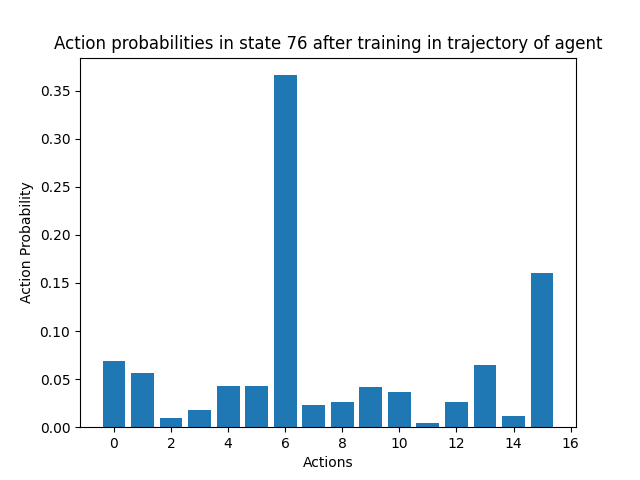 Action probabilities in state 76 after training in trajectory of agent
0.35
0.30
0.25
0.20
0.15
0.10
0.05
0.00
Action Probability
0 2 4 6 8 10 12 14 16
Actions